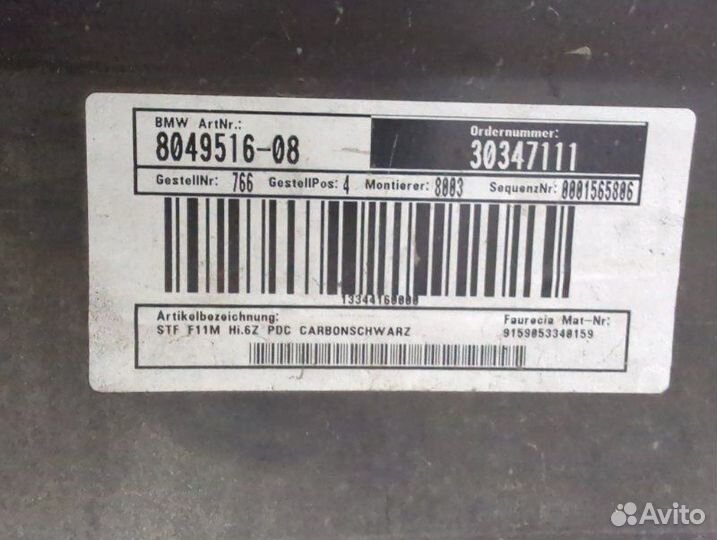 BMW ArtNr.:
8049516-08
Ordernummer:
30347111
GestellNr: 766 GestellPos: 4 Montierer: 8003 SequenzNr: 0001565806
13344160000
Artikelbezeichnung:
STF F11M Hi.6Z PDC CARBONSCHWARZ
Faurecia Mat-Nr:
9159053340159
Avito